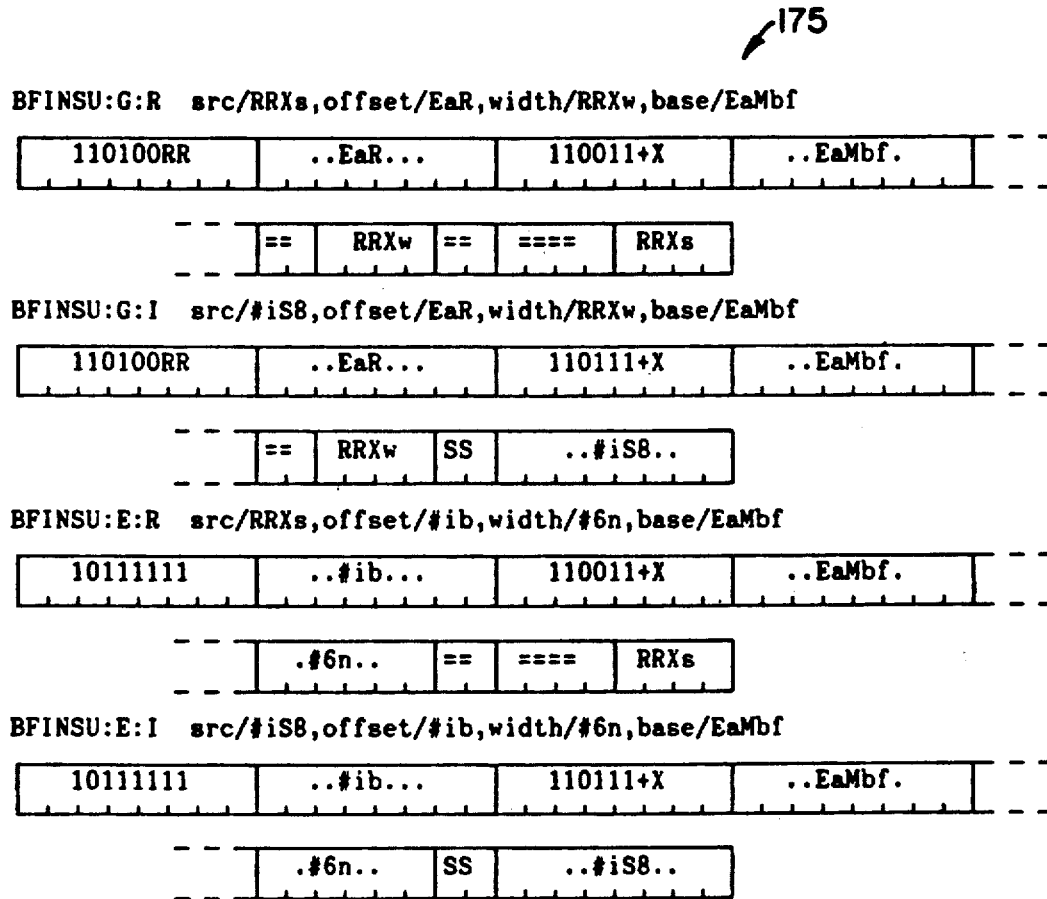 175
BFINSU:G:R src/RRXs,offset/EaR,width/RRXw,base/EaMbf
110100RR ..EaR... 110011+X ..EaMbf.
== RRXw == ==== RRXs
BFINSU:G:I src/#iS8,offset/EaR,width/RRXw,base/EaMbf
110100RR ..EaR... 110111+X ..EaMbf.
== RRXw SS ..#iS8..
BFINSU:E:R src/RRXs,offset/#ib,width/#6n,base/EaMbf
10111111 ..#ib... 110011+X ..EaMbf.
.#6n.. == ==== RRXs
BFINSU:E:I src/#iS8,offset/#ib,width/#6n,base/EaMbf
10111111 ..#ib... 110111+X ..EaMbf.
.#6n.. SS ..#iS8..